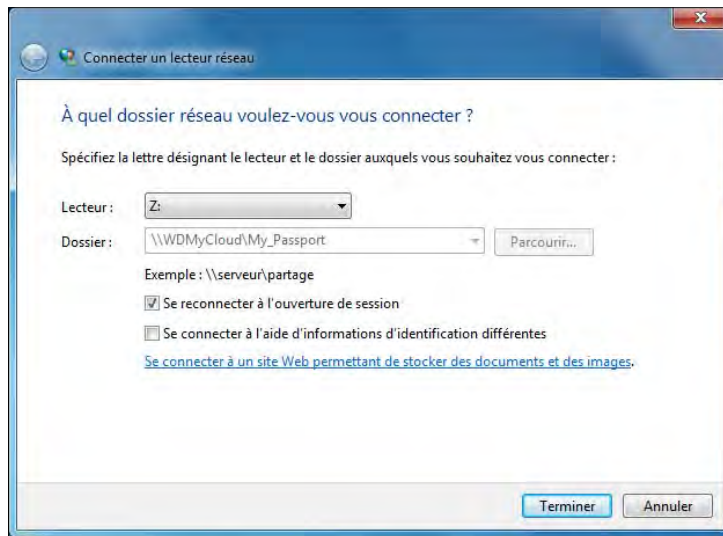 Connecter un lecteur réseau
À quel dossier réseau voulez-vous vous connecter ?
Spécifiez la lettre désignant le lecteur et le dossier auxquels vous souhaitez vous connecter :
Lecteur : Z:
Dossier : \\WDMyCloud\My_Passport Parcourir...
Exemple : \\serveur\partage
Se reconnecter à l'ouverture de session
Se connecter à l'aide d'informations d'identification différentes
Se connecter à un site Web permettant de stocker des documents et des images.
Terminer Annuler